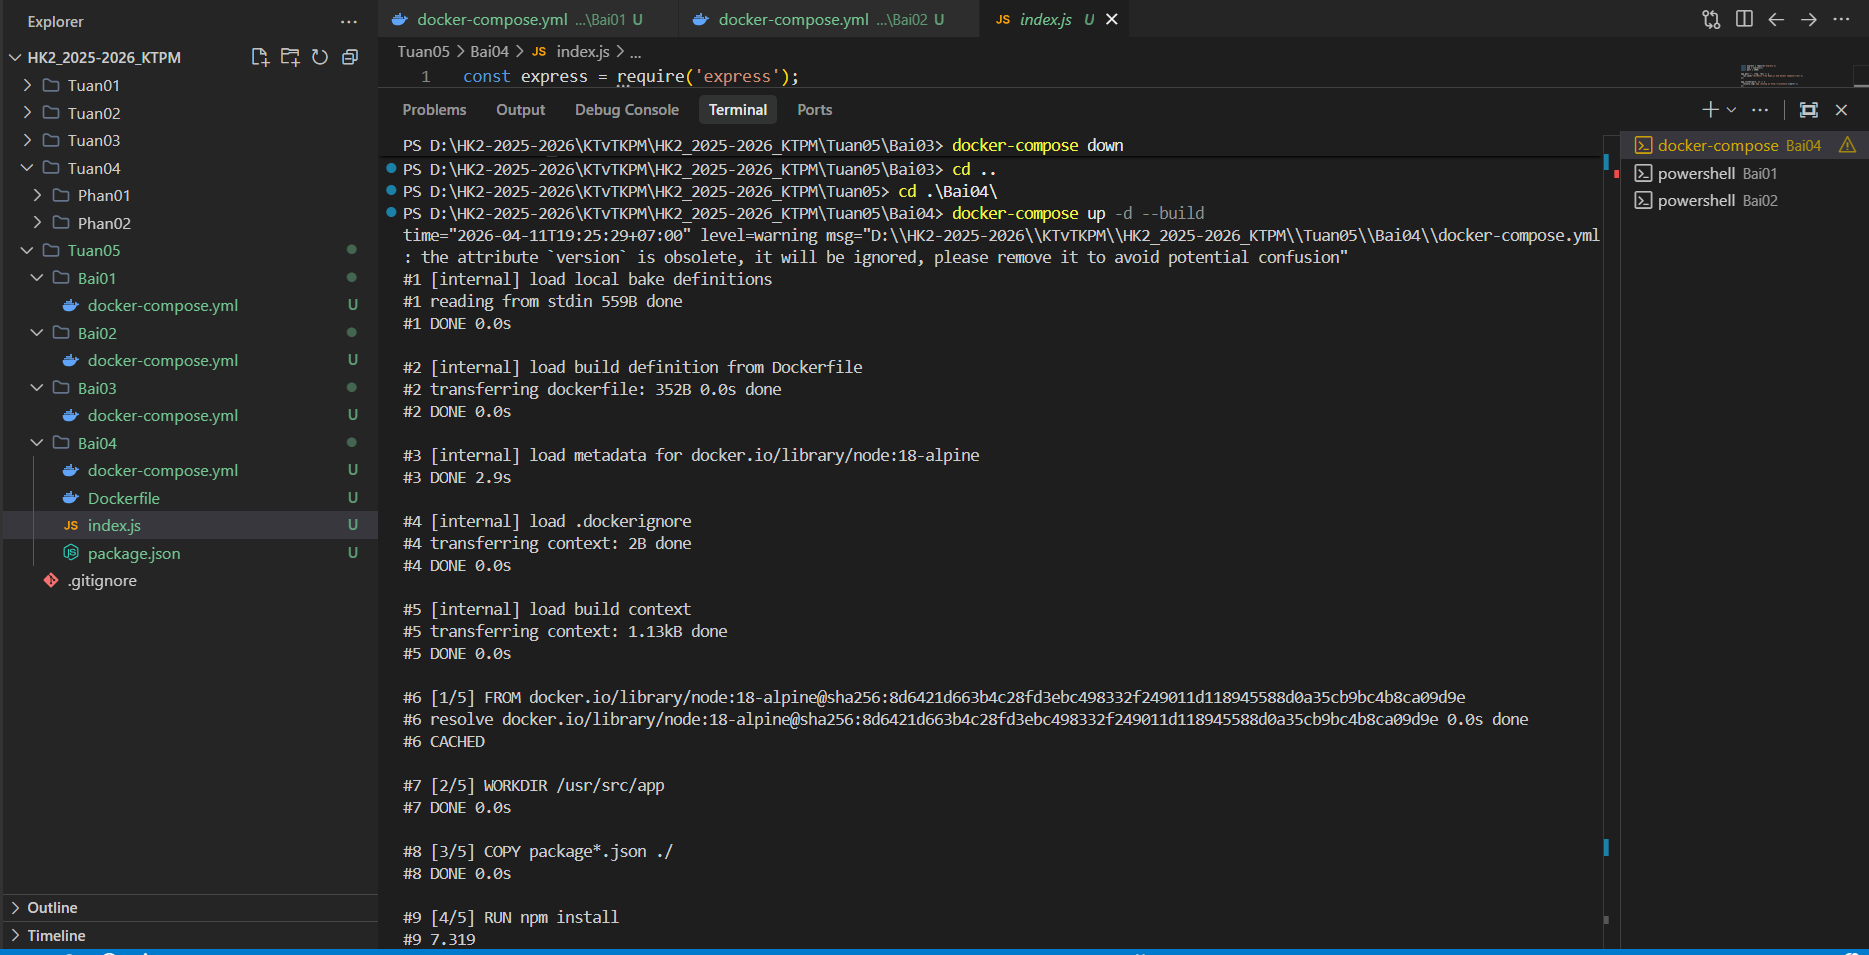 Explorer
HK2_2025-2026_KTPM
Tuan01
Tuan02
Tuan03
Tuan04
Phan01
Phan02
Tuan05
Bai01
docker-compose.yml U
Bai02
docker-compose.yml U
Bai03
docker-compose.yml U
Bai04
docker-compose.yml U
Dockerfile U
JS index.js U
package.json U
.gitignore
Outline
Timeline
docker-compose.yml ...\Bai01 U
docker-compose.yml ...\Bai02 U
JS index.js U
Tuan05 > Bai04 > JS index.js > ...
1 const express = require('express');
Problems Output Debug Console Terminal Ports
PS D:\HK2-2025-2026\KTvTKPM\HK2_2025-2026_KTPM\Tuan05\Bai03> docker-compose down
PS D:\HK2-2025-2026\KTvTKPM\HK2_2025-2026_KTPM\Tuan05\Bai03> cd ..
PS D:\HK2-2025-2026\KTvTKPM\HK2_2025-2026_KTPM\Tuan05> cd .\Bai04\
PS D:\HK2-2025-2026\KTvTKPM\HK2_2025-2026_KTPM\Tuan05\Bai04> docker-compose up -d --build
time="2026-04-11T19:25:29+07:00" level=warning msg="D:\\HK2-2025-2026\\KTvTKPM\\HK2_2025-2026_KTPM\\Tuan05\\Bai04\\docker-compose.yml
: the attribute `version` is obsolete, it will be ignored, please remove it to avoid potential confusion"
#1 [internal] load local bake definitions
#1 reading from stdin 559B done
#1 DONE 0.0s
#2 [internal] load build definition from Dockerfile
#2 transferring dockerfile: 352B 0.0s done
#2 DONE 0.0s
#3 [internal] load metadata for docker.io/library/node:18-alpine
#3 DONE 2.9s
#4 [internal] load .dockerignore
#4 transferring context: 2B done
#4 DONE 0.0s
#5 [internal] load build context
#5 transferring context: 1.13kB done
#5 DONE 0.0s
#6 [1/5] FROM docker.io/library/node:18-alpine@sha256:8d6421d663b4c28fd3ebc498332f249011d118945588d0a35cb9bc4b8ca09d9e
#6 resolve docker.io/library/node:18-alpine@sha256:8d6421d663b4c28fd3ebc498332f249011d118945588d0a35cb9bc4b8ca09d9e 0.0s done
#6 CACHED
#7 [2/5] WORKDIR /usr/src/app
#7 DONE 0.0s
#8 [3/5] COPY package*.json ./
#8 DONE 0.0s
#9 [4/5] RUN npm install
#9 7.319
docker-compose Bai04
powershell Bai01
powershell Bai02